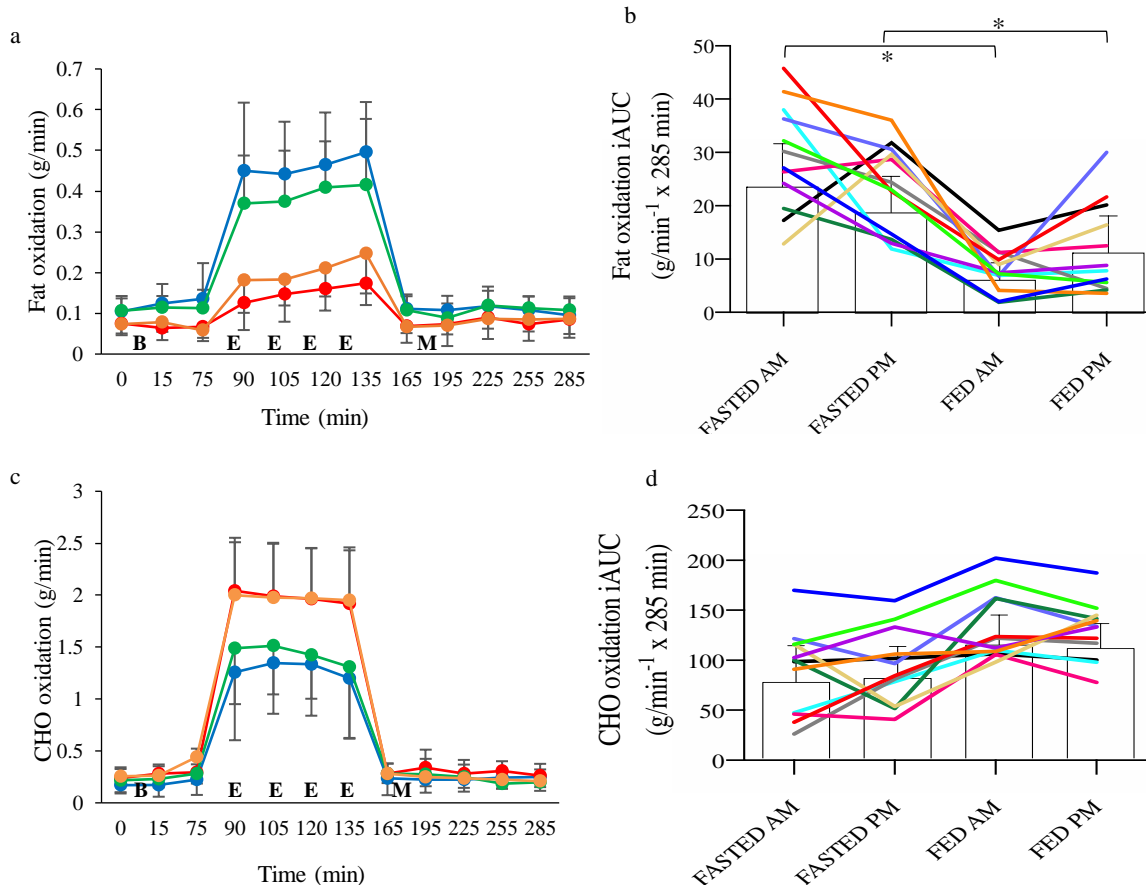 a
Fat oxidation (g/min)
0.7
0.6
0.5
0.4
0.3
0.2
0.1
0
B E E E E M
0 15 75 90 105 120 135 165 195 225 255 285
Time (min)
b
Fat oxidation iAUC
(g/min⁻¹ x 285 min)
50
40
30
20
10
0
*
*
FASTED AM
FASTED PM
FED AM
FED PM
c
CHO oxidation (g/min)
3
2.5
2
1.5
1
0.5
0
B E E E E M
0 15 75 90 105 120 135 165 195 225 255 285
Time (min)
d
CHO oxidation iAUC
(g/min⁻¹ x 285 min)
250
200
150
100
50
0
FASTED AM
FASTED PM
FED AM
FED PM